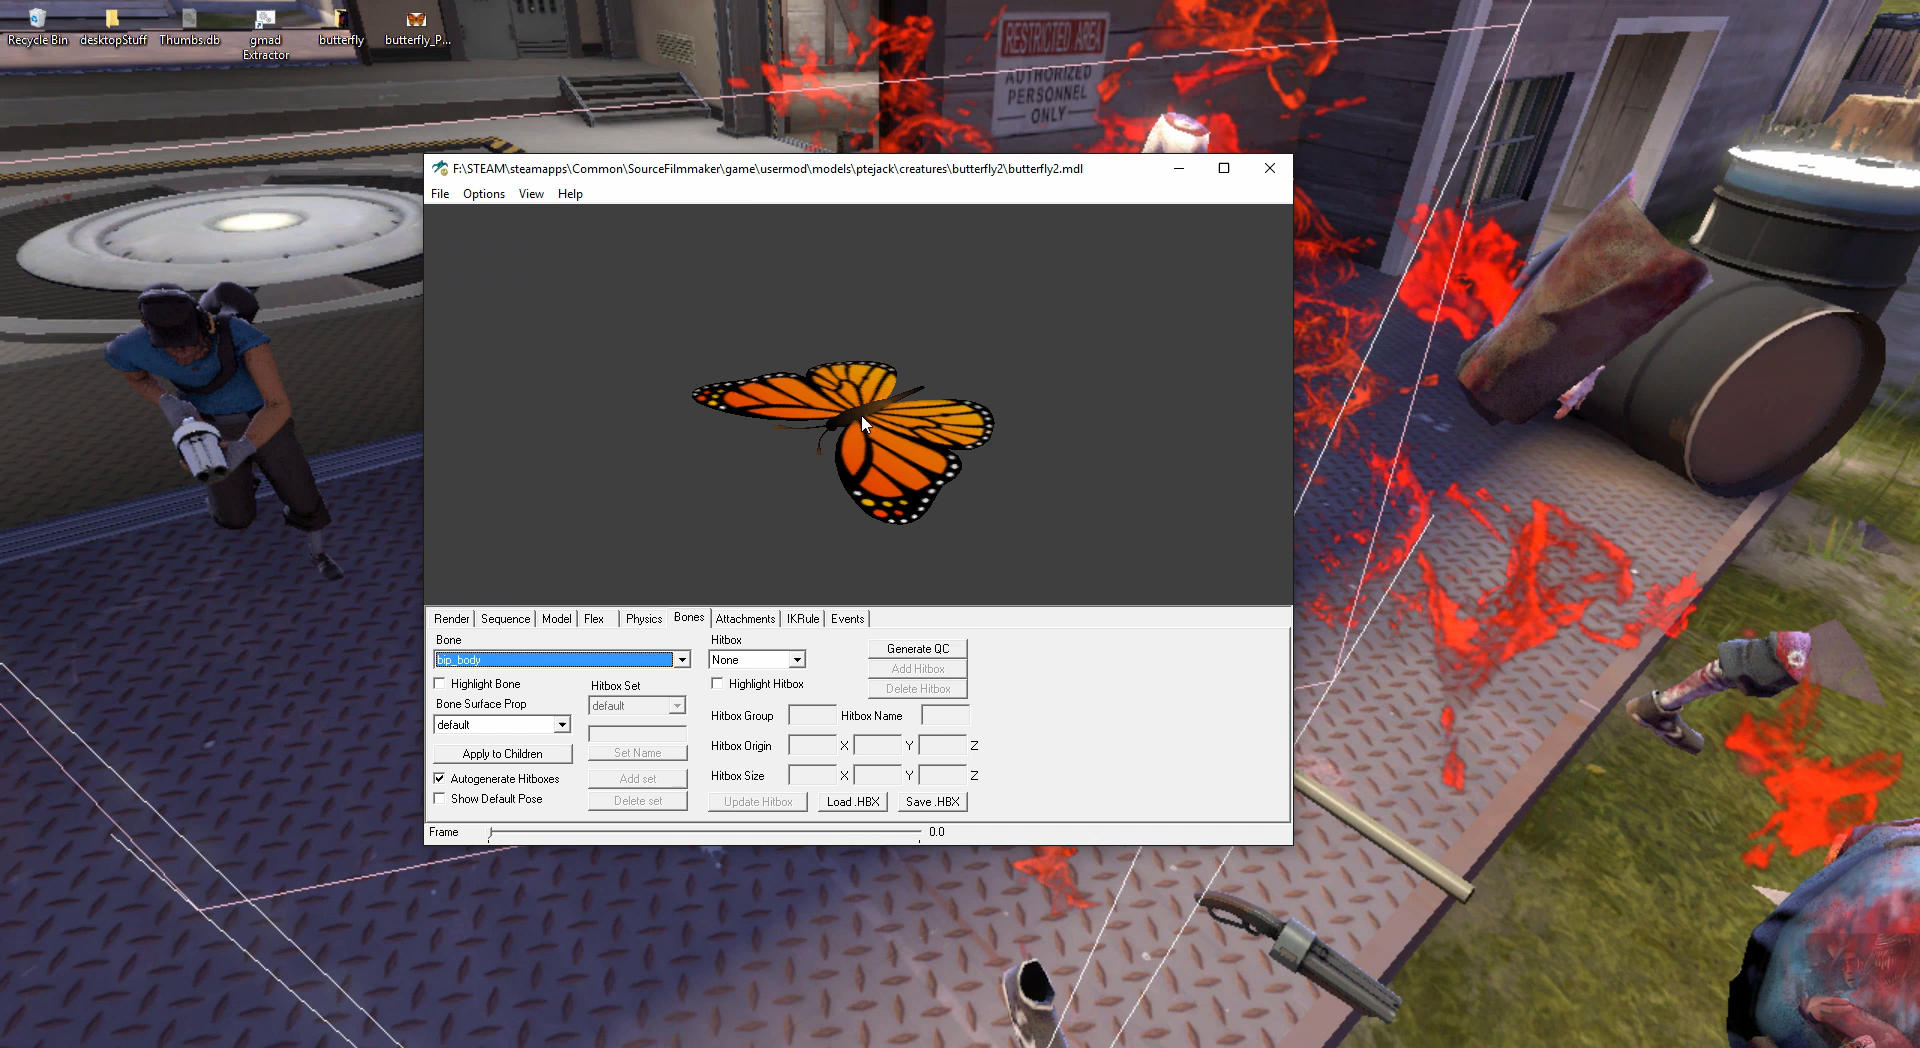 Recycle Bin
desktopStuff
Thumbs.db
gmad
Extractor
butterfly
butterfly_P...
RESTRICTED AREA
AUTHORIZED
PERSONNEL
ONLY
F:\STEAM\steamapps\Common\SourceFilmmaker\game\usermod\models\ptejack\creatures\butterfly2\butterfly2.mdl
File Options View Help
Render Sequence Model Flex Physics Bones Attachments IKRule Events
Bone
bip_body
Highlight Bone
Bone Surface Prop
default
Apply to Children
Autogenerate Hitboxes
Show Default Pose
Hitbox Set
default
Set Name
Add set
Delete set
Hitbox
None
Highlight Hitbox
Generate QC
Add Hitbox
Delete Hitbox
Hitbox Group Hitbox Name
Hitbox Origin X Y Z
Hitbox Size X Y Z
Update Hitbox Load .HBX Save .HBX
Frame 0.0